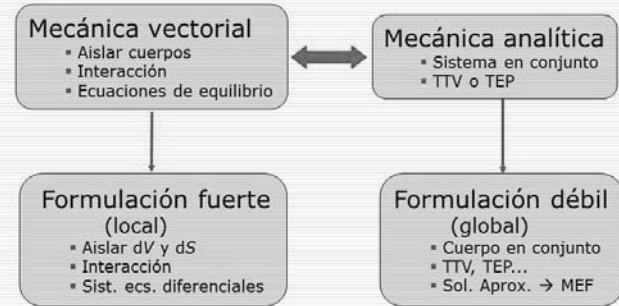 Mecánica vectorial
▪ Aislar cuerpos
▪ Interacción
▪ Ecuaciones de equilibrio
Mecánica analítica
▪ Sistema en conjunto
▪ TTV o TEP
Formulación fuerte
(local)
▪ Aislar dV y dS
▪ Interacción
▪ Sist. ecs. diferenciales
Formulación débil
(global)
▪ Cuerpo en conjunto
▪ TTV, TEP...
▪ Sol. Aprox. → MEF